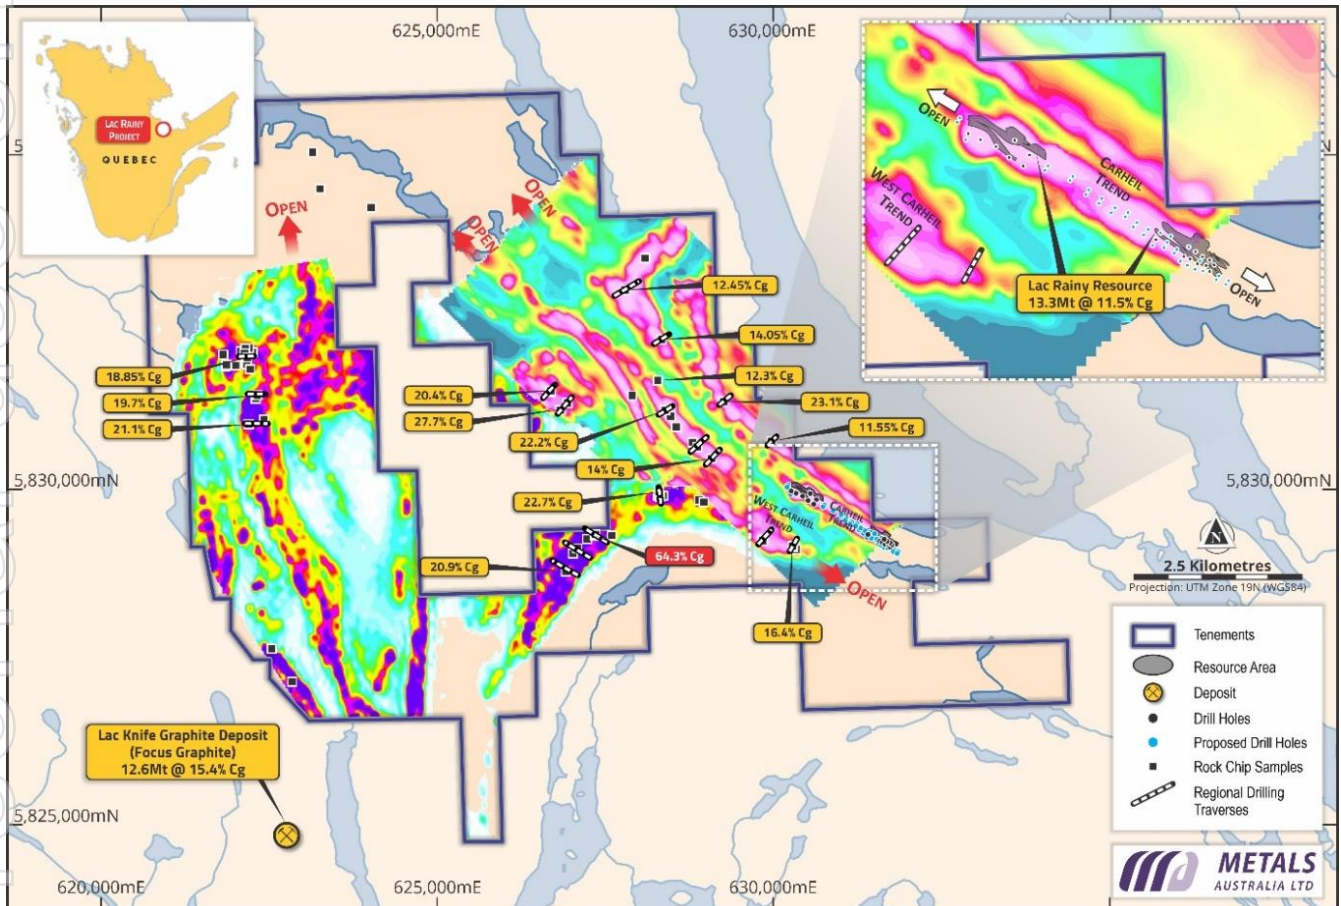 625,000mE
630,000mE
LAC RAINY
PROJECT
QUEBEC
OPEN
OPEN
OPEN
OPEN
CARHEIL
TREND
WEST CARHEIL
TREND
Lac Rainy Resource
13.3Mt @ 11.5% Cg
OPEN
12.45% Cg
14.05% Cg
12.3% Cg
23.1% Cg
11.55% Cg
18.85% Cg
19.7% Cg
21.1% Cg
20.4% Cg
27.7% Cg
22.2% Cg
14% Cg
22.7% Cg
64.3% Cg
20.9% Cg
16.4% Cg
5,830,000mN
5,830,000mN
WEST CARHEIL
TREND
CARHEIL
TREND
OPEN
N
2.5 Kilometres
Projection: UTM Zone 19N (WGS84)
Tenements
Resource Area
Deposit
Drill Holes
Proposed Drill Holes
Rock Chip Samples
Regional Drilling
Traverses
Lac Knife Graphite Deposit
(Focus Graphite)
12.6Mt @ 15.4% Cg
5,825,000mN
620,000mE
625,000mE
630,000mE
METALS
AUSTRALIA LTD